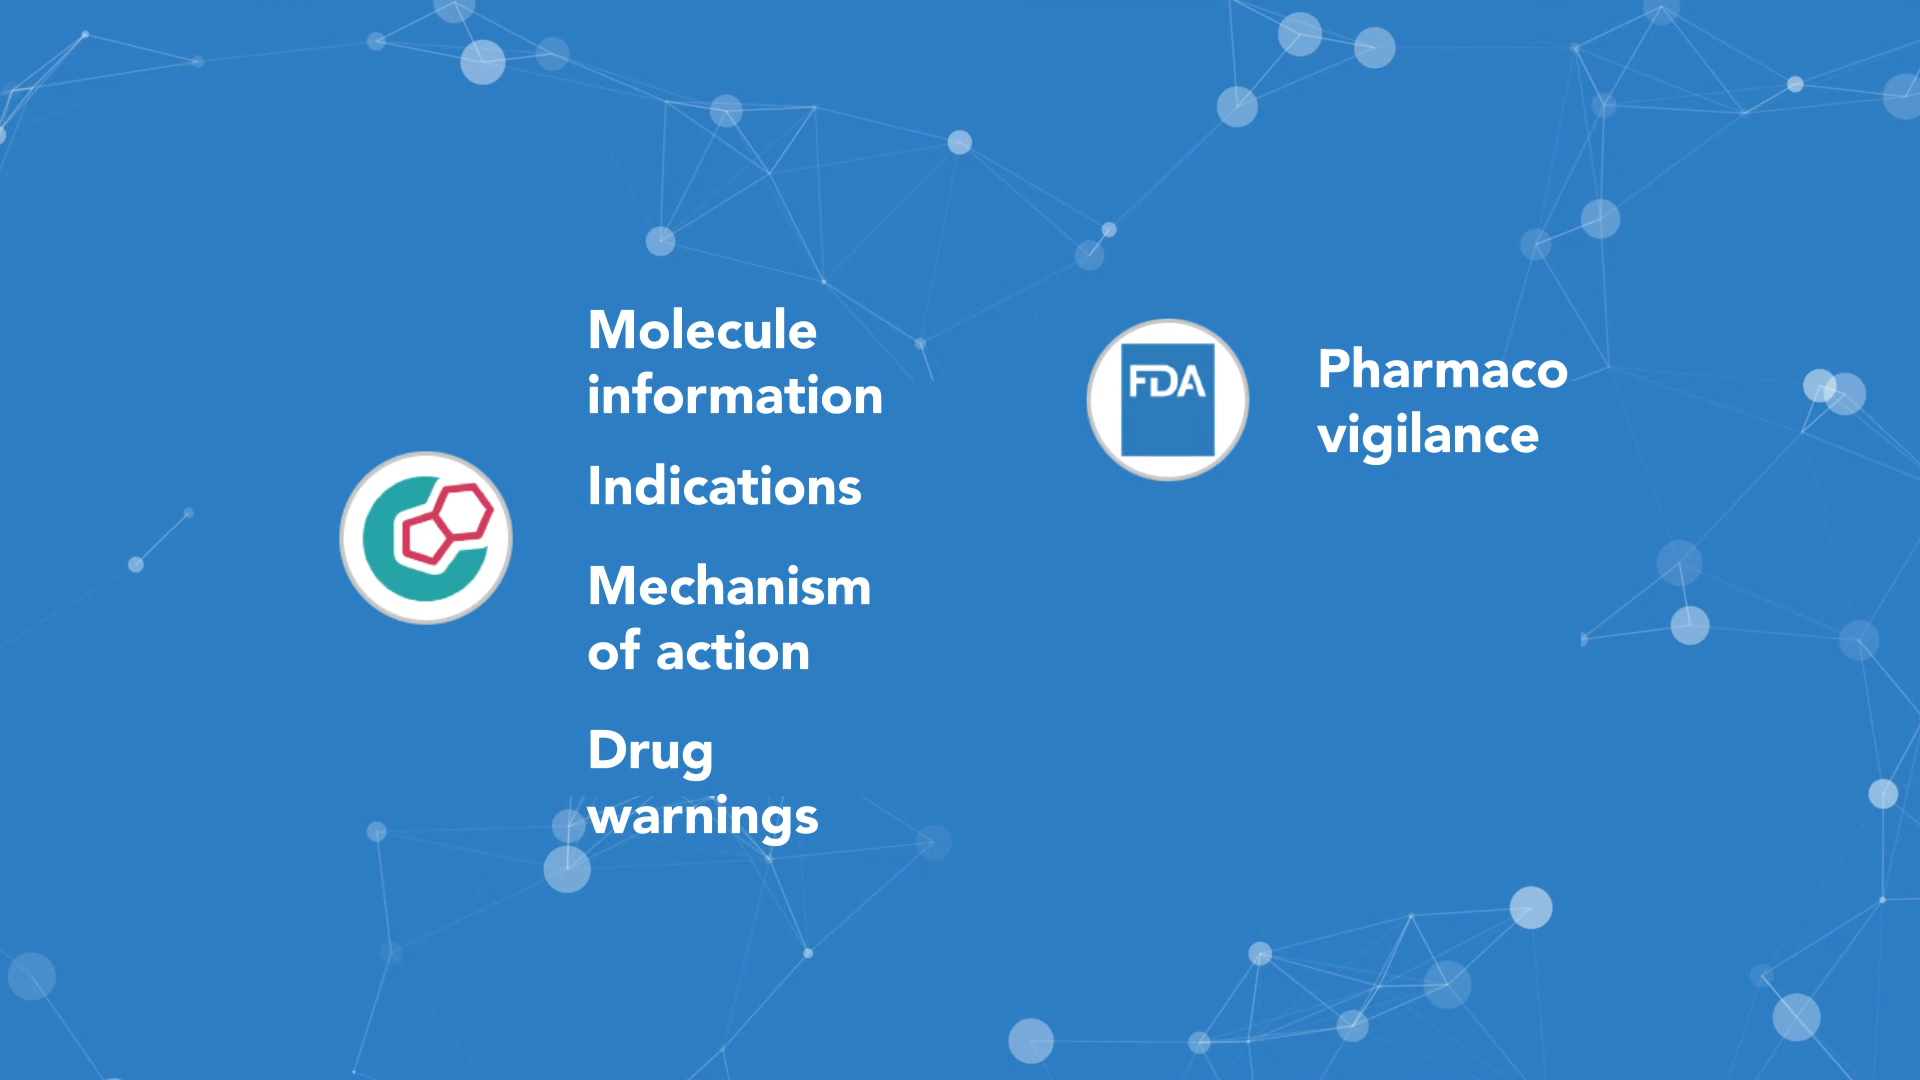 Molecule
information
Indications
Mechanism
of action
Drug
warnings
FDA
Pharmaco
vigilance